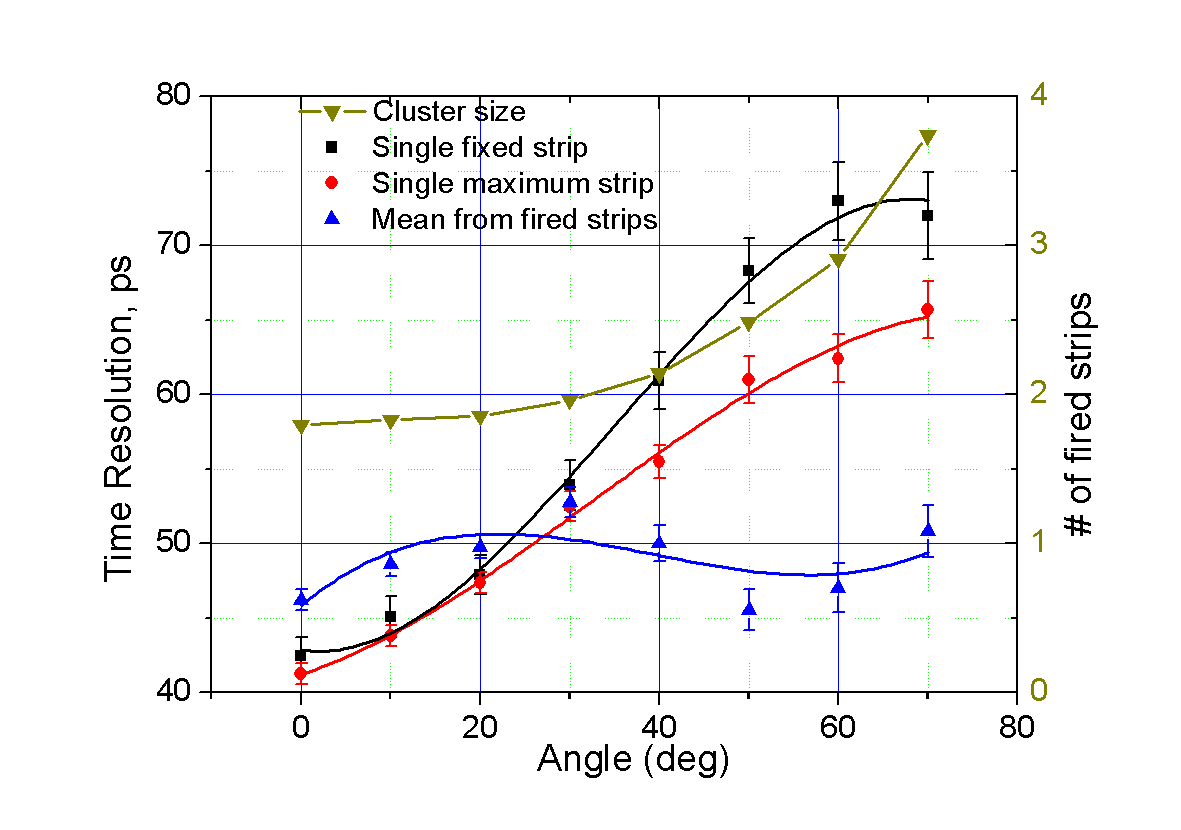 80
70
60
50
40
Time Resolution, ps
Cluster size
Single fixed strip
Single maximum strip
Mean from fired strips
4
3
2
1
0
# of fired strips
0
20
40
60
80
Angle (deg)